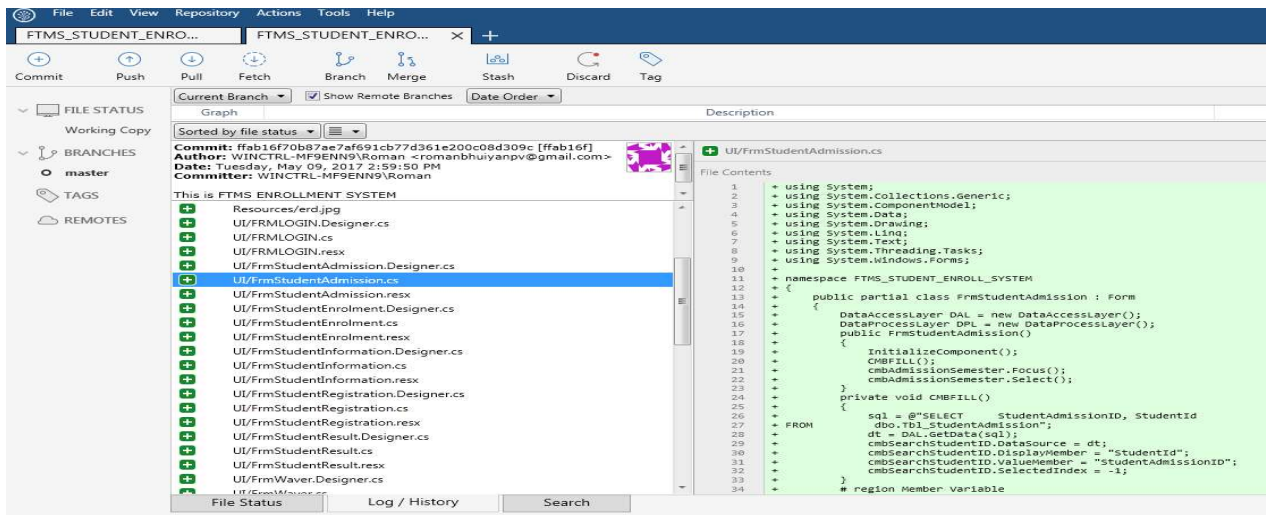 File Edit View Repository Actions Tools Help
FTMS_STUDENT_ENRO... FTMS_STUDENT_ENRO... × +
Commit Push Pull Fetch Branch Merge Stash Discard Tag
Current Branch Show Remote Branches Date Order
Graph Description
FILE STATUS
Working Copy
BRANCHES
master
TAGS
REMOTES
Sorted by file status
Commit: ffab16f70b87ae7af691cb77d361e200c08d309c [ffab16f]
Author: WINCTRL-MF9ENN9\Roman <romanbhuiyanpv@gmail.com>
Date: Tuesday, May 09, 2017 2:59:50 PM
Committer: WINCTRL-MF9ENN9\Roman
This is FTMS ENROLLMENT SYSTEM
Resources/erd.jpg
UI/FRMLOGIN.Designer.cs
UI/FRMLOGIN.cs
UI/FRMLOGIN.resx
UI/FrmStudentAdmission.Designer.cs
UI/FrmStudentAdmission.cs
UI/FrmStudentAdmission.resx
UI/FrmStudentEnrolment.Designer.cs
UI/FrmStudentEnrolment.cs
UI/FrmStudentEnrolment.resx
UI/FrmStudentInformation.Designer.cs
UI/FrmStudentInformation.cs
UI/FrmStudentInformation.resx
UI/FrmStudentRegistration.Designer.cs
UI/FrmStudentRegistration.cs
UI/FrmStudentRegistration.resx
UI/FrmStudentResult.Designer.cs
UI/FrmStudentResult.cs
UI/FrmStudentResult.resx
UI/FrmWaver.Designer.cs
UI/FrmWaver.cs
UI/FrmStudentAdmission.cs
File Contents
1 + using System;
2 + using System.Collections.Generic;
3 + using System.ComponentModel;
4 + using System.Data;
5 + using System.Drawing;
6 + using System.Linq;
7 + using System.Text;
8 + using System.Threading.Tasks;
9 + using System.Windows.Forms;
10 +
11 + namespace FTMS_STUDENT_ENROLL_SYSTEM
12 + {
13 + public partial class FrmStudentAdmission : Form
14 + {
15 + DataAccessLayer DAL = new DataAccessLayer();
16 + DataProcessLayer DPL = new DataProcessLayer();
17 + public FrmStudentAdmission()
18 + {
19 + InitializeComponent();
20 + CMBFILL();
21 + cmbAdmissionSemester.Focus();
22 + cmbAdmissionSemester.Select();
23 + }
24 + private void CMBFILL()
25 + {
26 + sql = @"SELECT StudentAdmissionID, StudentId
27 + FROM dbo.Tbl_StudentAdmission";
28 + dt = DAL.GetData(sql);
29 + cmbSearchStudentID.DataSource = dt;
30 + cmbSearchStudentID.DisplayMember = "StudentId";
31 + cmbSearchStudentID.ValueMember = "StudentAdmissionID";
32 + cmbSearchStudentID.SelectedIndex = -1;
33 + }
34 + # region Member Variable
File Status Log / History Search